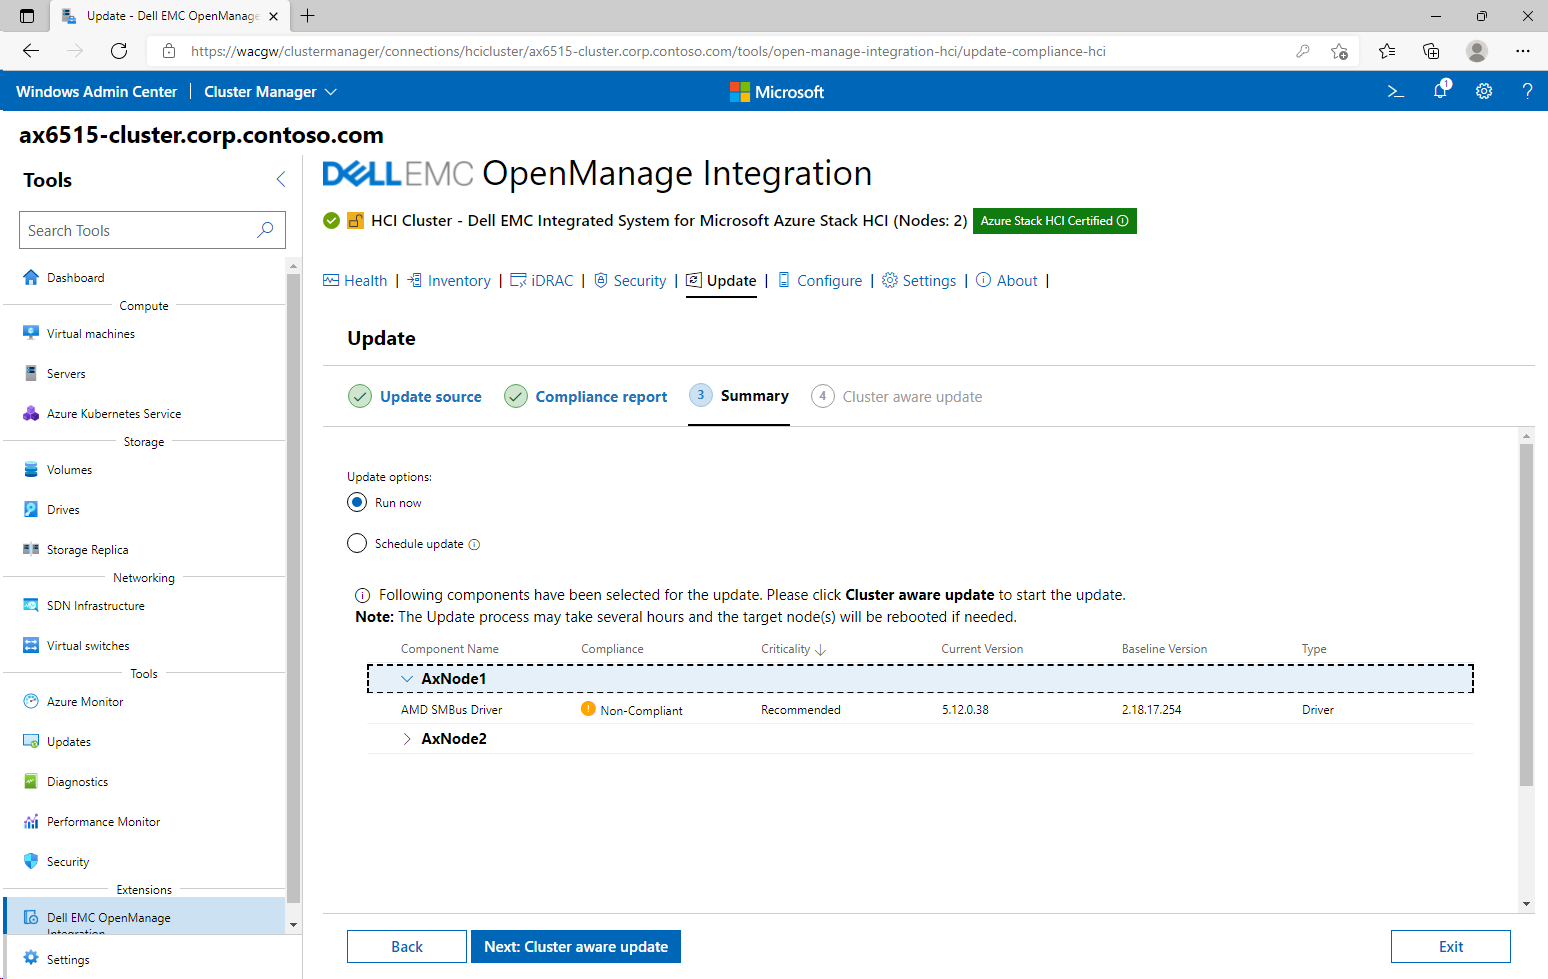 Update - Dell EMC OpenManage
https://wacgw/clustermanager/connections/hcicluster/ax6515-cluster.corp.contoso.com/tools/open-manage-integration-hci/update-compliance-hci
Windows Admin Center | Cluster Manager
Microsoft
1
?
ax6515-cluster.corp.contoso.com
Tools
Search Tools
Dashboard
Compute
Virtual machines
Servers
Azure Kubernetes Service
Storage
Volumes
Drives
Storage Replica
Networking
SDN Infrastructure
Virtual switches
Tools
Azure Monitor
Updates
Diagnostics
Performance Monitor
Security
Extensions
Dell EMC OpenManage
Integration
Settings
DELL EMC OpenManage Integration
HCI Cluster - Dell EMC Integrated System for Microsoft Azure Stack HCI (Nodes: 2) Azure Stack HCI Certified
Health | Inventory | iDRAC | Security | Update | Configure | Settings | About |
Update
Update source Compliance report 3 Summary 4 Cluster aware update
Update options:
Run now
Schedule update
Following components have been selected for the update. Please click Cluster aware update to start the update.
Note: The Update process may take several hours and the target node(s) will be rebooted if needed.
Component Name Compliance Criticality Current Version Baseline Version Type
AxNode1
AMD SMBus Driver Non-Compliant Recommended 5.12.0.38 2.18.17.254 Driver
AxNode2
Back Next: Cluster aware update Exit